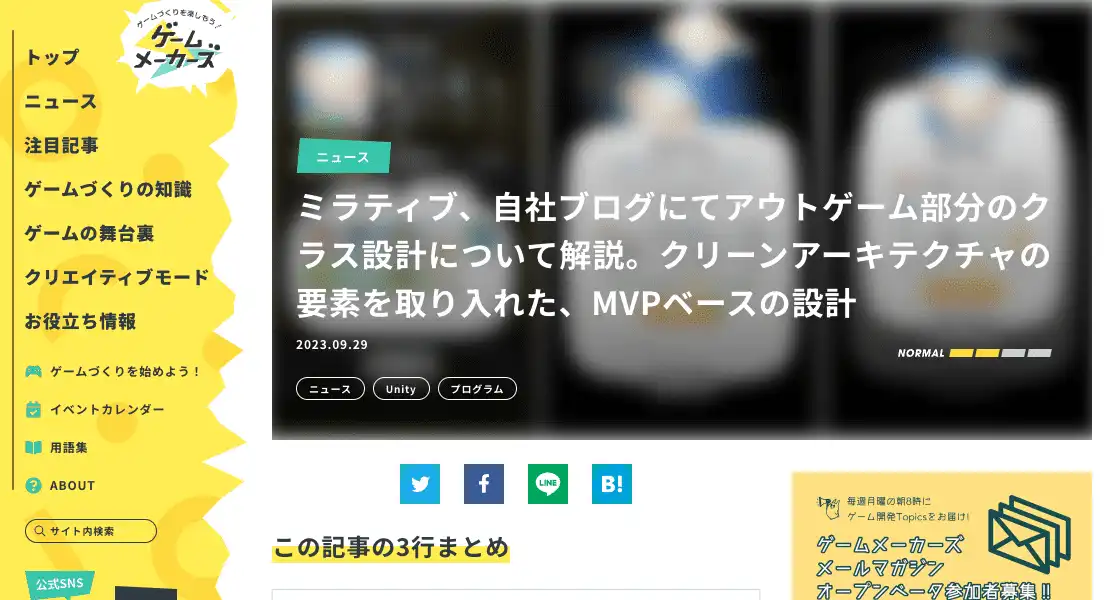 ゲームづくりを楽しもう！
ゲーム
メーカーズ
トップ
ニュース
注目記事
ゲームづくりの知識
ゲームの舞台裏
クリエイティブモード
お役立ち情報
ゲームづくりを始めよう！
イベントカレンダー
用語集
ABOUT
サイト内検索
公式SNS
ニュース
ミラティブ、自社ブログにてアウトゲーム部分のク
ラス設計について解説。クリーンアーキテクチャの
要素を取り入れた、MVPベースの設計
2023.09.29
NORMAL
ニュース
Unity
プログラム
LINE
B!
この記事の3行まとめ
毎週月曜の朝8時に
ゲーム開発Topicsをお届け!
ゲームメーカーズ
メールマガジン
オープンベータ参加者募集!!